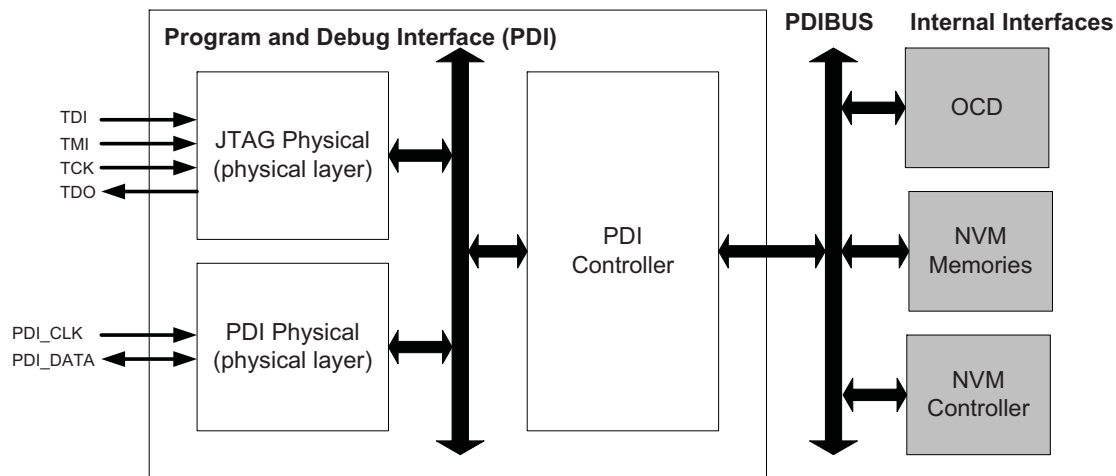 Program and Debug Interface (PDI)
PDIBUS
Internal Interfaces
TDI
TMI
TCK
TDO
JTAG Physical
(physical layer)
OCD
PDI
Controller
NVM
Memories
PDI_CLK
PDI_DATA
PDI Physical
(physical layer)
NVM
Controller